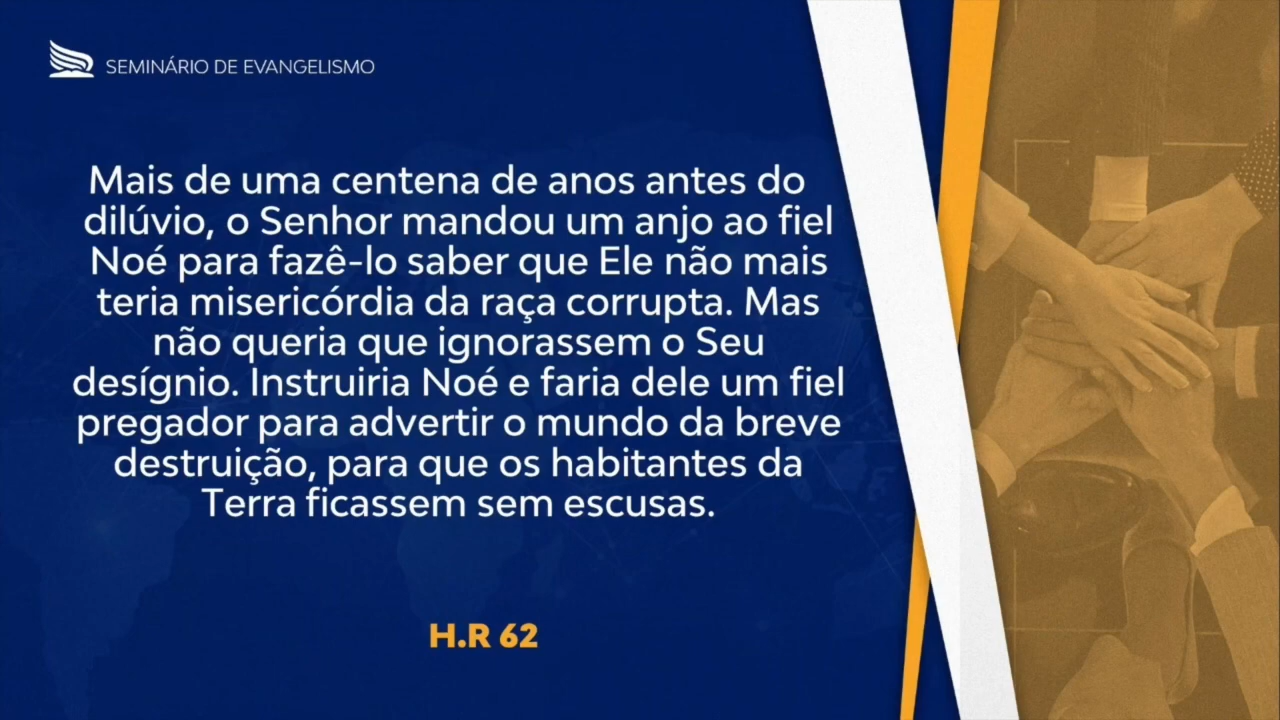 SEMINÁRIO DE EVANGELISMO
Mais de uma centena de anos antes do
dilúvio, o Senhor mandou um anjo ao fiel
Noé para fazê-lo saber que Ele não mais
teria misericórdia da raça corrupta. Mas
não queria que ignorassem o Seu
desígnio. Instruiria Noé e faria dele um fiel
pregador para advertir o mundo da breve
destruição, para que os habitantes da
Terra ficassem sem escusas.
H.R 62